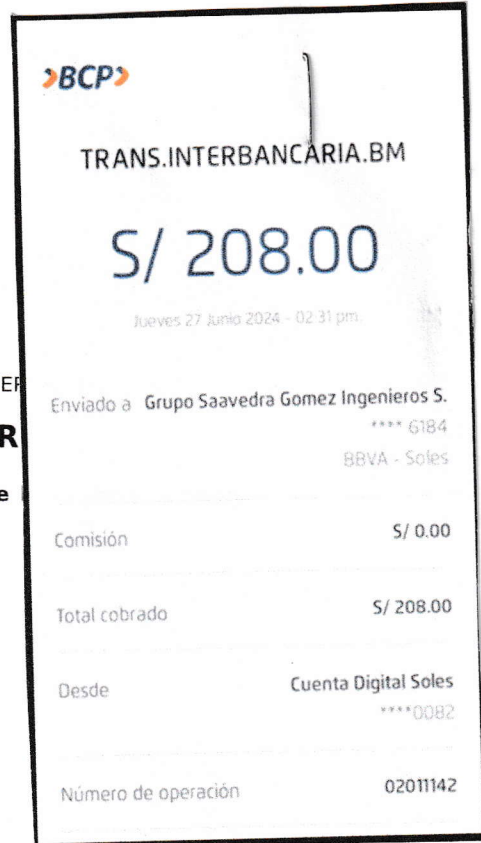 BCP
TRANS.INTERBANCARIA.BM
S/ 208.00
Jueves 27 Junio 2024 - 02:31 pm.
Enviado a Grupo Saavedra Gomez Ingenieros S.
**** 6184
BBVA - Soles
Comisión S/ 0.00
Total cobrado S/ 208.00
Desde Cuenta Digital Soles
****0082
Número de operación 02011142